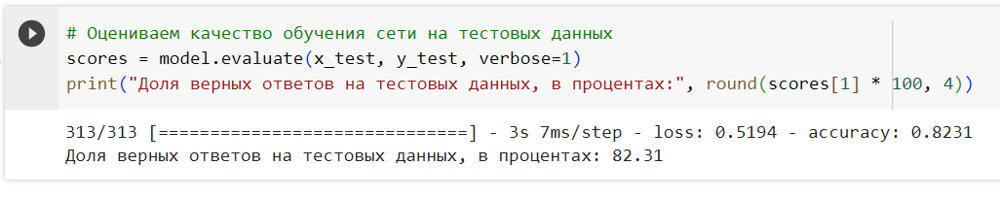 # Оцениваем качество обучения сети на тестовых данных
scores = model.evaluate(x_test, y_test, verbose=1)
print("Доля верных ответов на тестовых данных, в процентах:", round(scores[1] * 100, 4))
313/313 [==============================] - 3s 7ms/step - loss: 0.5194 - accuracy: 0.8231
Доля верных ответов на тестовых данных, в процентах: 82.31